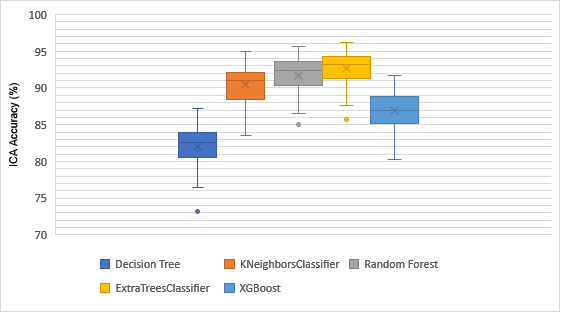 100
95
90
85
80
75
70
ICA Accuracy (%)
Decision Tree KNeighborsClassifier Random Forest
ExtraTreesClassifier XGBoost